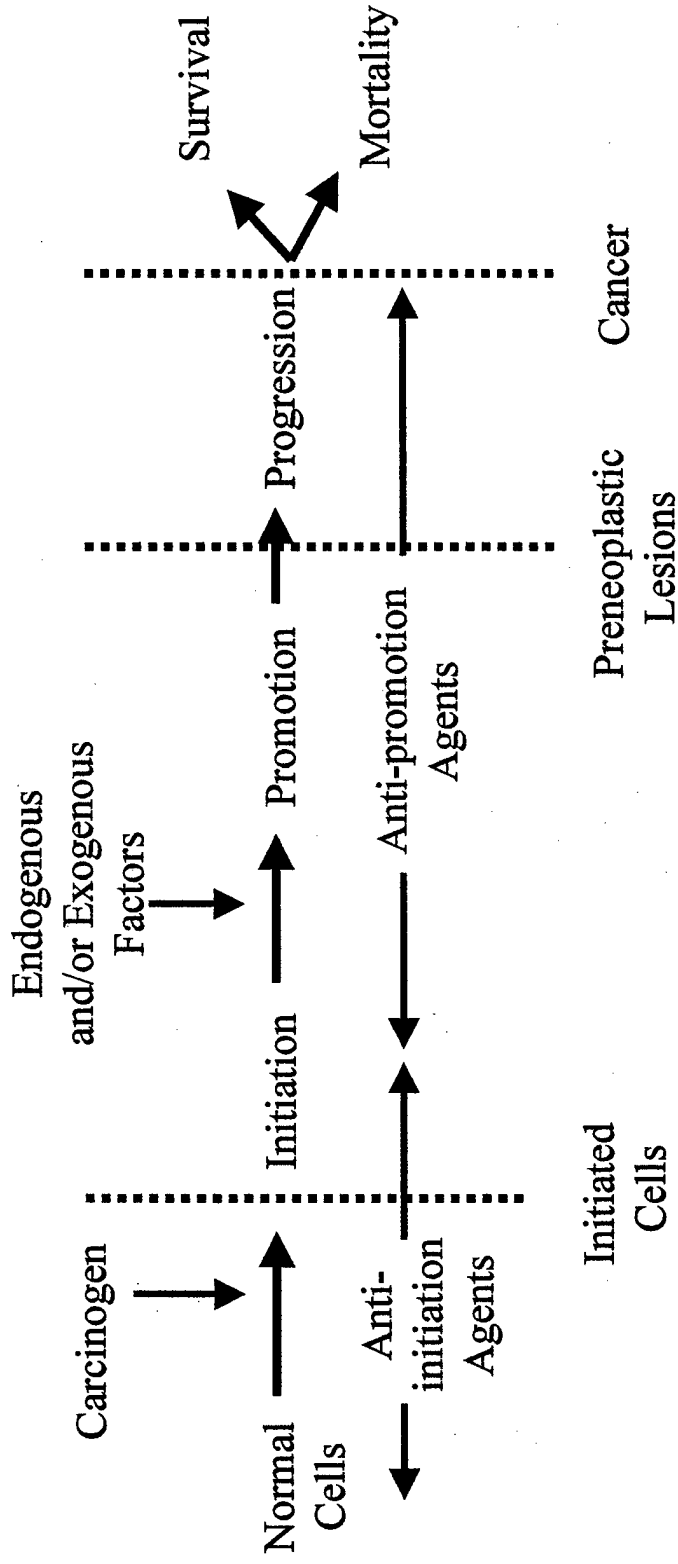 Endogenous
and/or Exogenous
Factors
Carcinogen
Normal
Cells
Initiation
Promotion
Progression
Survival
Mortality
Anti-
initiation
Agents
Anti-promotion
Agents
Initiated
Cells
Preneoplastic
Lesions
Cancer